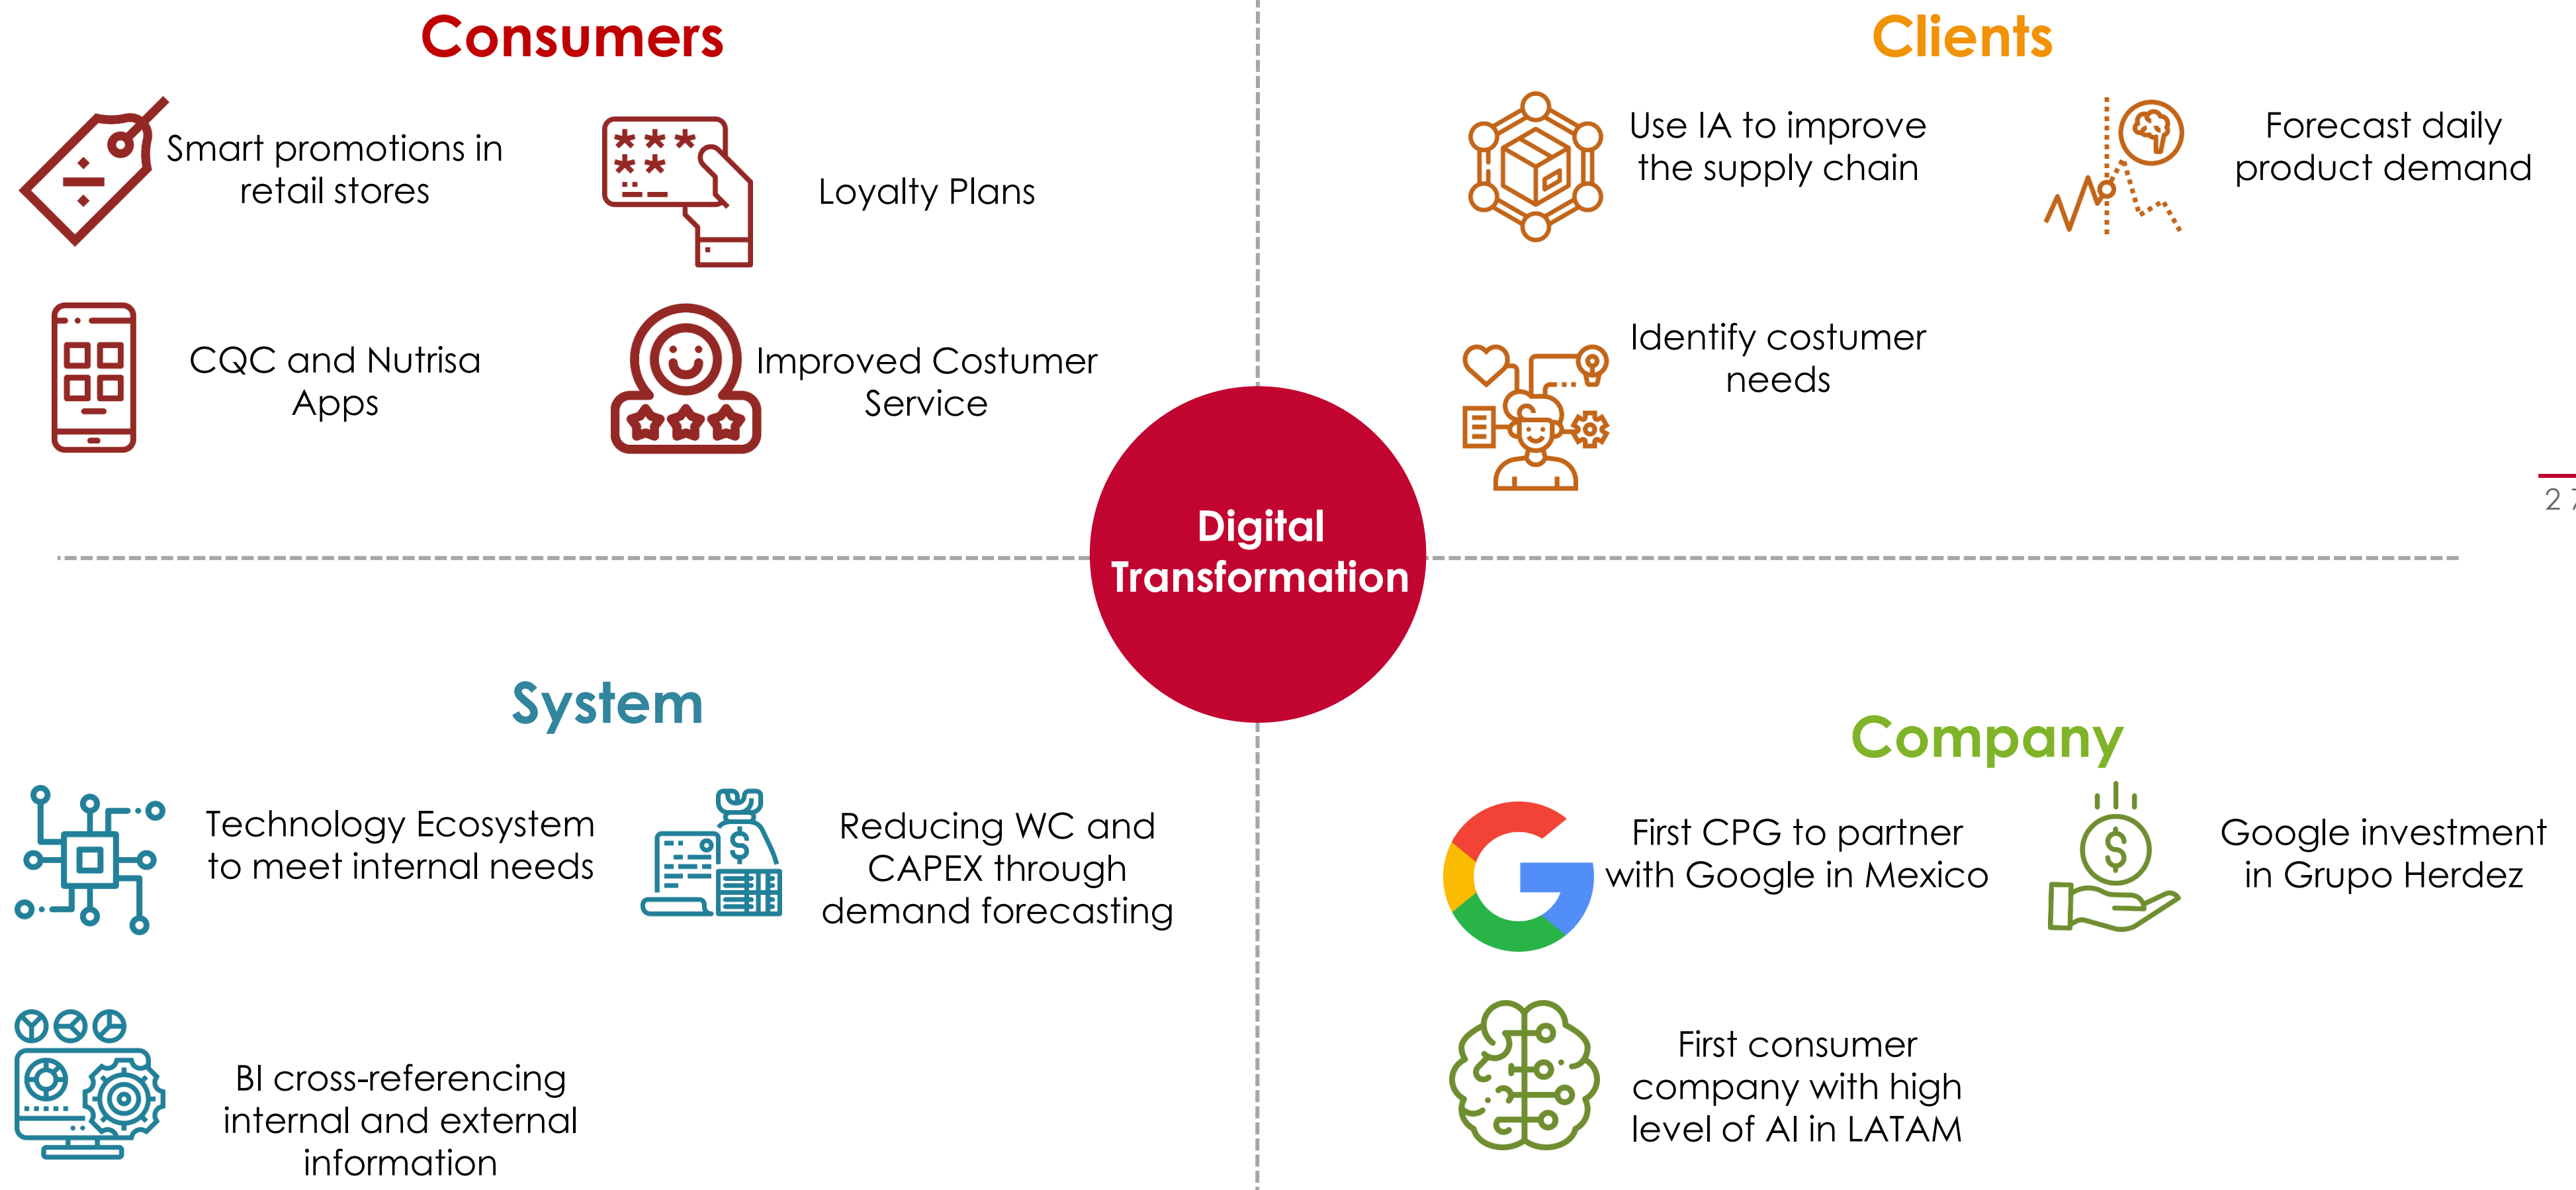 Consumers
Smart promotions in
retail stores
Loyalty Plans
CQC and Nutrisa
Apps
Improved Costumer
Service
Clients
Use IA to improve
the supply chain
Forecast daily
product demand
Identify costumer
needs
27
Digital
Transformation
System
Technology Ecosystem
to meet internal needs
Reducing WC and
CAPEX through
demand forecasting
BI cross-referencing
internal and external
information
Company
First CPG to partner
with Google in Mexico
Google investment
in Grupo Herdez
First consumer
company with high
level of AI in LATAM